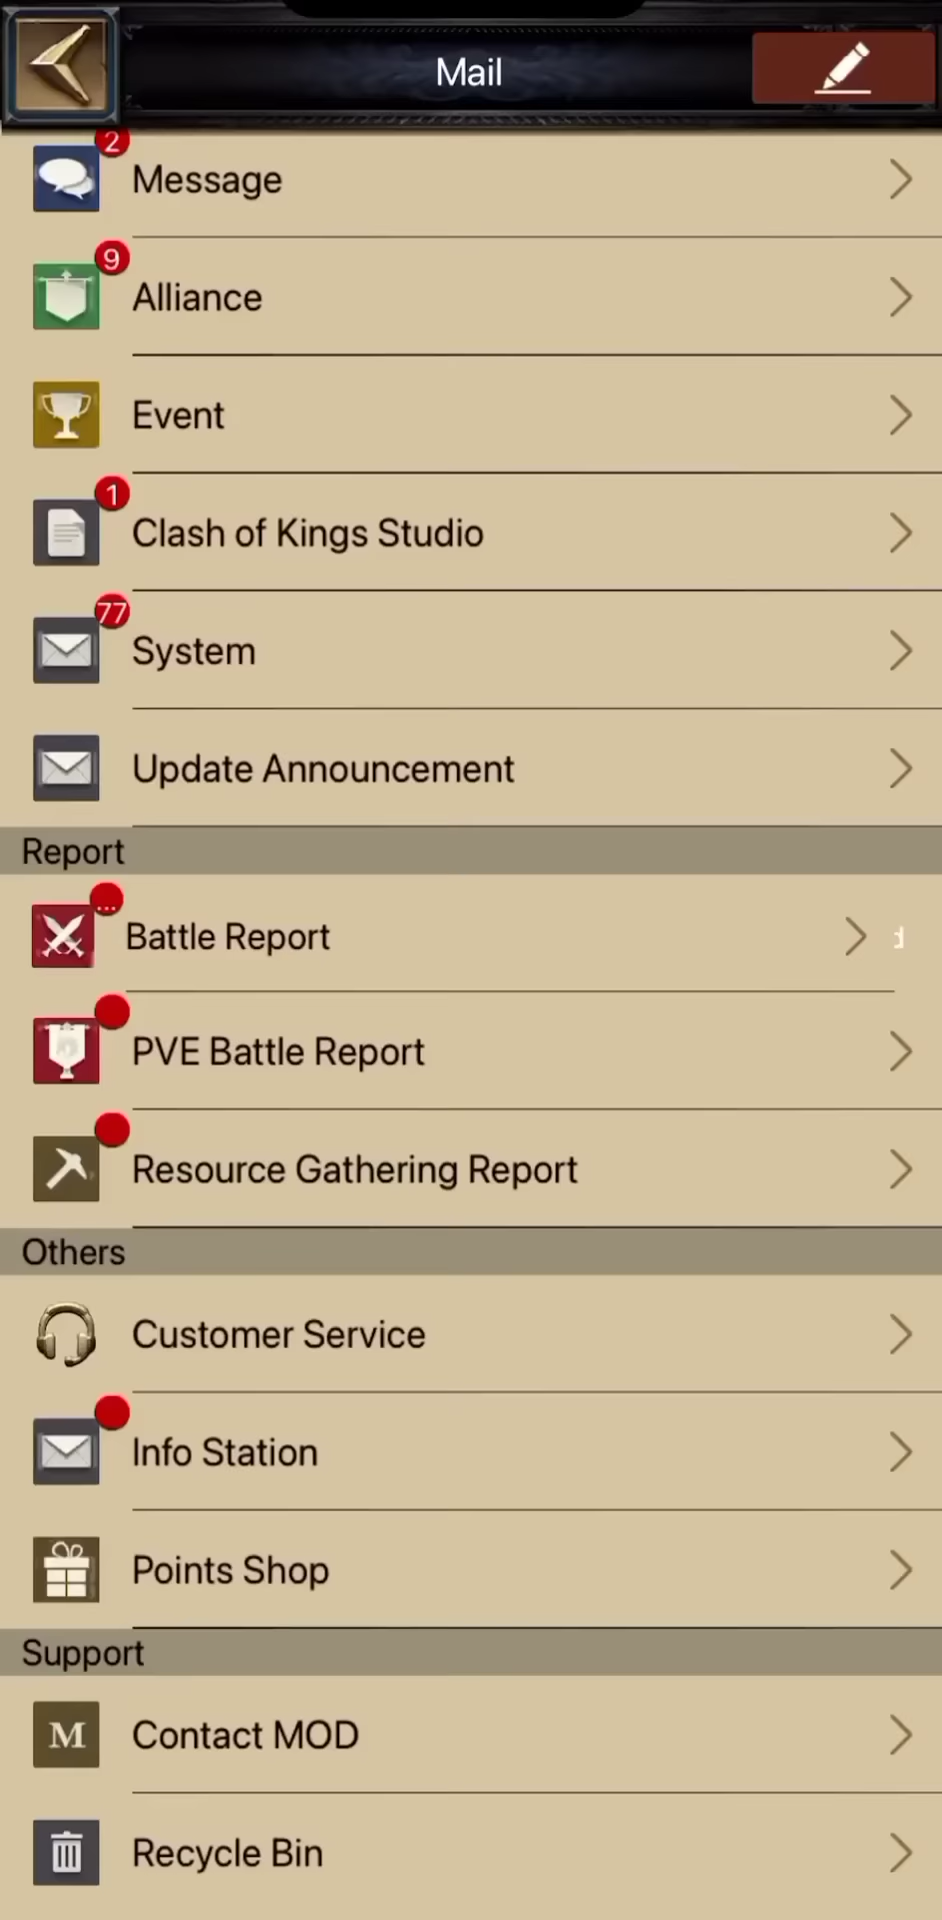 Mail
2
Message
9
Alliance
Event
1
Clash of Kings Studio
77
System
Update Announcement
Report
...
Battle Report
PVE Battle Report
Resource Gathering Report
Others
Customer Service
Info Station
Points Shop
Support
M
Contact MOD
Recycle Bin